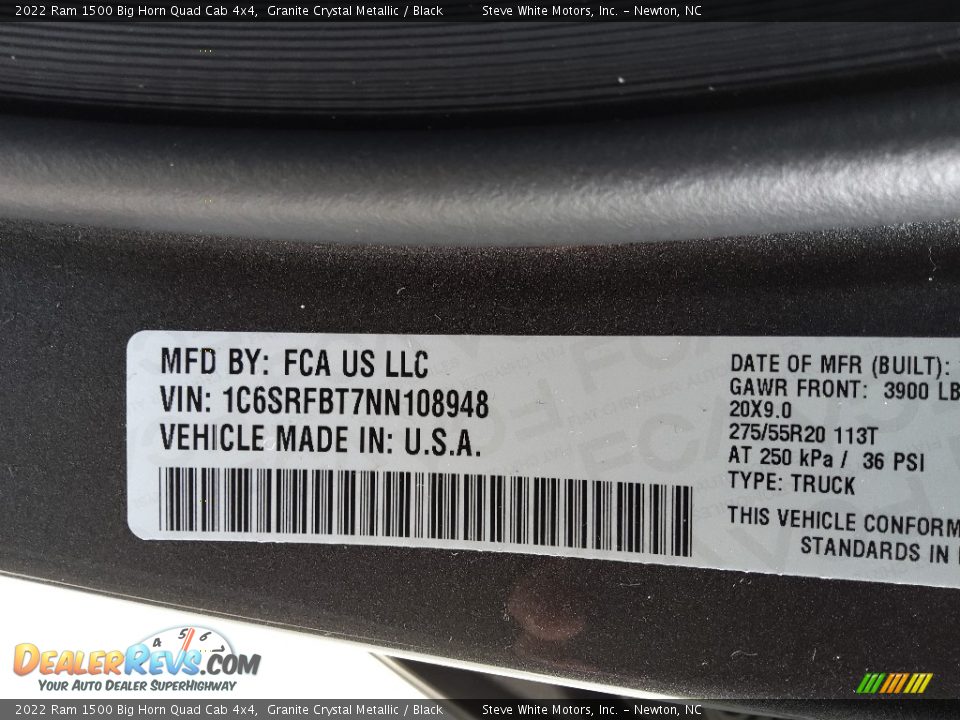 2022 Ram 1500 Big Horn Quad Cab 4x4, Granite Crystal Metallic / Black Steve White Motors, Inc. - Newton, NC
MFD BY: FCA US LLC
VIN: 1C6SRFBT7NN108948
VEHICLE MADE IN: U.S.A.
DATE OF MFR (BUILT):
GAWR FRONT: 3900 LB
20X9.0
275/55R20 113T
AT 250 kPa / 36 PSI
TYPE: TRUCK
THIS VEHICLE CONFORM
STANDARDS IN
4 5 6
DEALERREVS.COM
YOUR AUTO DEALER SUPERHIGHWAY
2022 Ram 1500 Big Horn Quad Cab 4x4, Granite Crystal Metallic / Black Steve White Motors, Inc. - Newton, NC